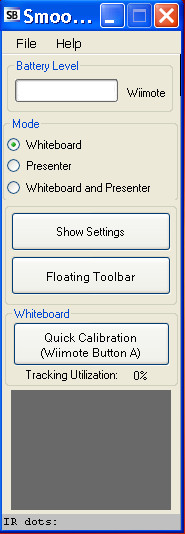 SB Smoo...
File Help
Battery Level
Wiimote
Mode
Whiteboard
Presenter
Whiteboard and Presenter
Show Settings
Floating Toolbar
Whiteboard
Quick Calibration
(Wiimote Button A)
Tracking Utilization: 0%
IR dots: